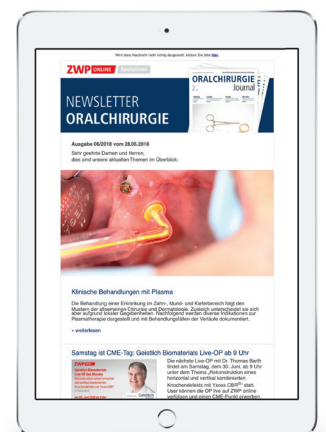 Wird diese Nachricht nicht richtig dargestellt, klicken Sie bitte hier.
ZWP ONLINE Newsletter
ORALCHIRURGIE
Journal
2
NEWSLETTER
ORALCHIRURGIE
Ausgabe 06/2018 vom 28.06.2018
Sehr geehrte Damen und Herren,
dies sind unsere aktuellen Themen im Überblick:
Klinische Behandlungen mit Plasma
Die Behandlung einer Erkrankung im Zahn-, Mund- und Kieferbereich folgt den
Mustern der allgemeinen Chirurgie und Dermatologie. Zugleich unterscheidet sie sich
aber aufgrund lokaler Gegebenheiten. Nachfolgend werden diverse Indikationen zur
Plasmatherapie dargestellt und mit Behandlungsfällen der Verläufe dokumentiert.
» weiterlesen
Samstag ist CME-Tag: Geistlich Biomaterials Live-OP ab 9 Uhr
Die nächste Live-OP mit Dr. Thomas Barth
findet am Samstag, dem 30. Juni, ab 9 Uhr
unter dem Thema „Rekonstruktion eines
horizontal und vertikal kombinierten
Knochendefekts mit Yxoss CBR®" statt.
User können die OP live auf ZWP online
verfolgen und einen CME-Punkt erwerben.